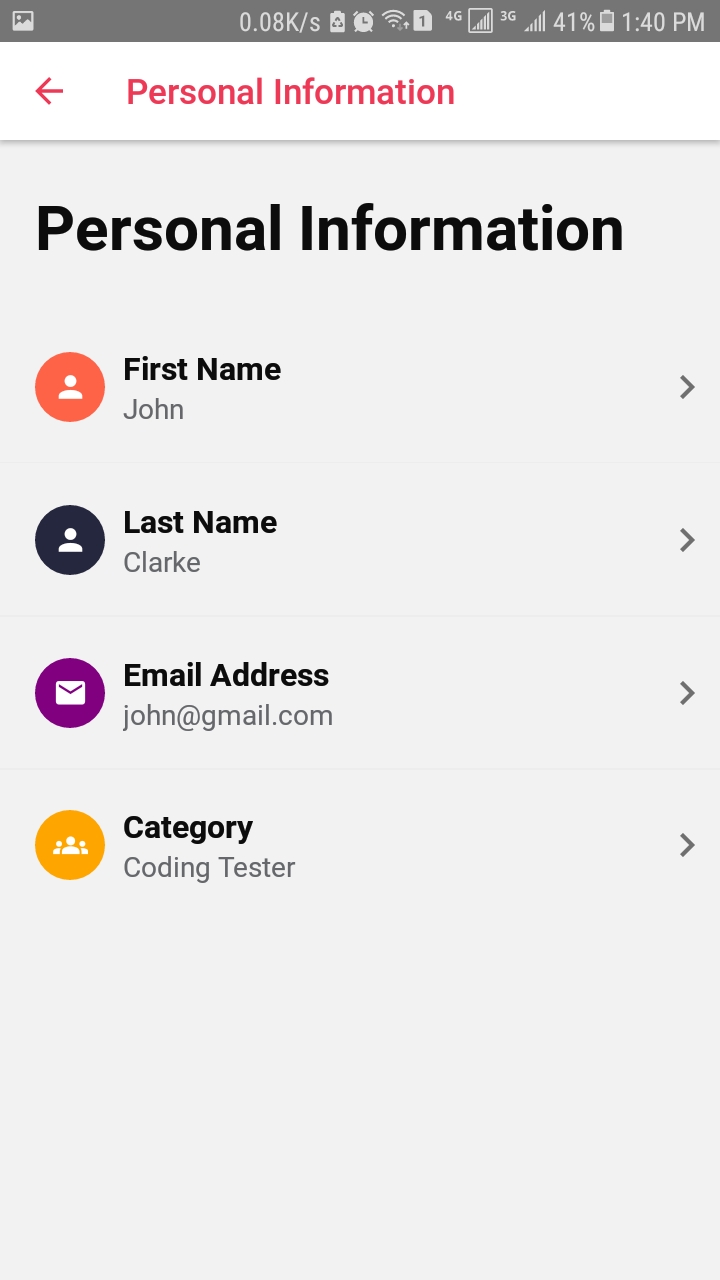 0.08K/s 1 4G 3G 41% 1:40 PM
Personal Information
Personal Information
First Name
John
Last Name
Clarke
Email Address
john@gmail.com
Category
Coding Tester